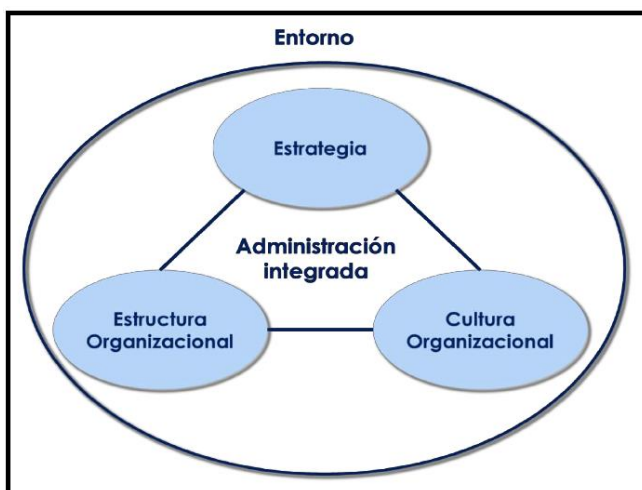 Entorno
Estrategia
Administración
integrada
Estructura
Organizacional
Cultura
Organizacional